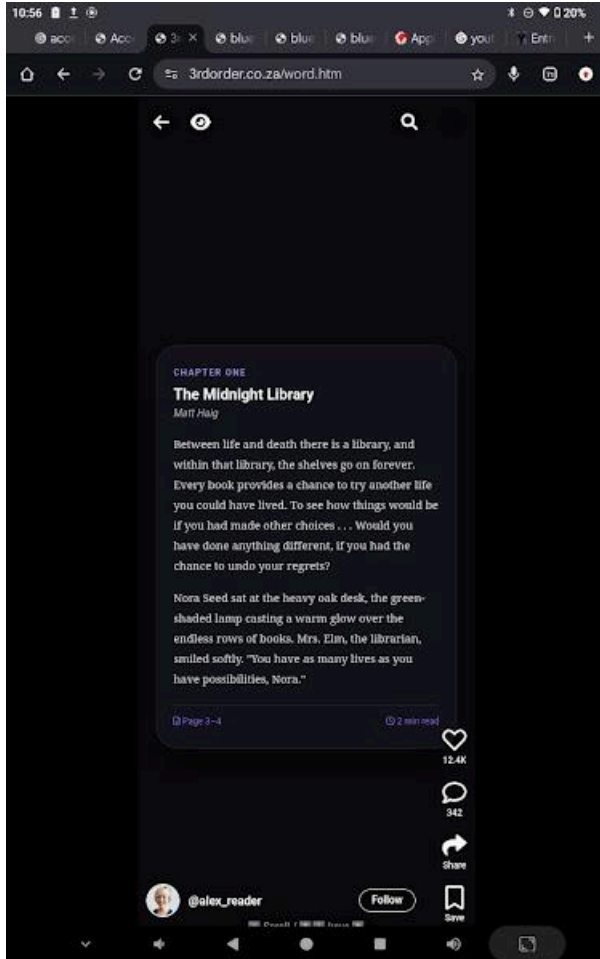 10:56
20%
acco
Acc
3r
blue
blue
blue
App
yout
Entr
3rdorder.co.za/word.htm
CHAPTER ONE
The Midnight Library
Matt Haig
Between life and death there is a library, and
within that library, the shelves go on forever.
Every book provides a chance to try another life
you could have lived. To see how things would be
if you had made other choices . . . Would you
have done anything different, if you had the
chance to undo your regrets?
Nora Seed sat at the heavy oak desk, the green-
shaded lamp casting a warm glow over the
endless rows of books. Mrs. Elm, the librarian,
smiled softly. "You have as many lives as you
have possibilities, Nora."
Page 3–4
2 min read
12.4K
342
Share
@alex_reader
Follow
Save